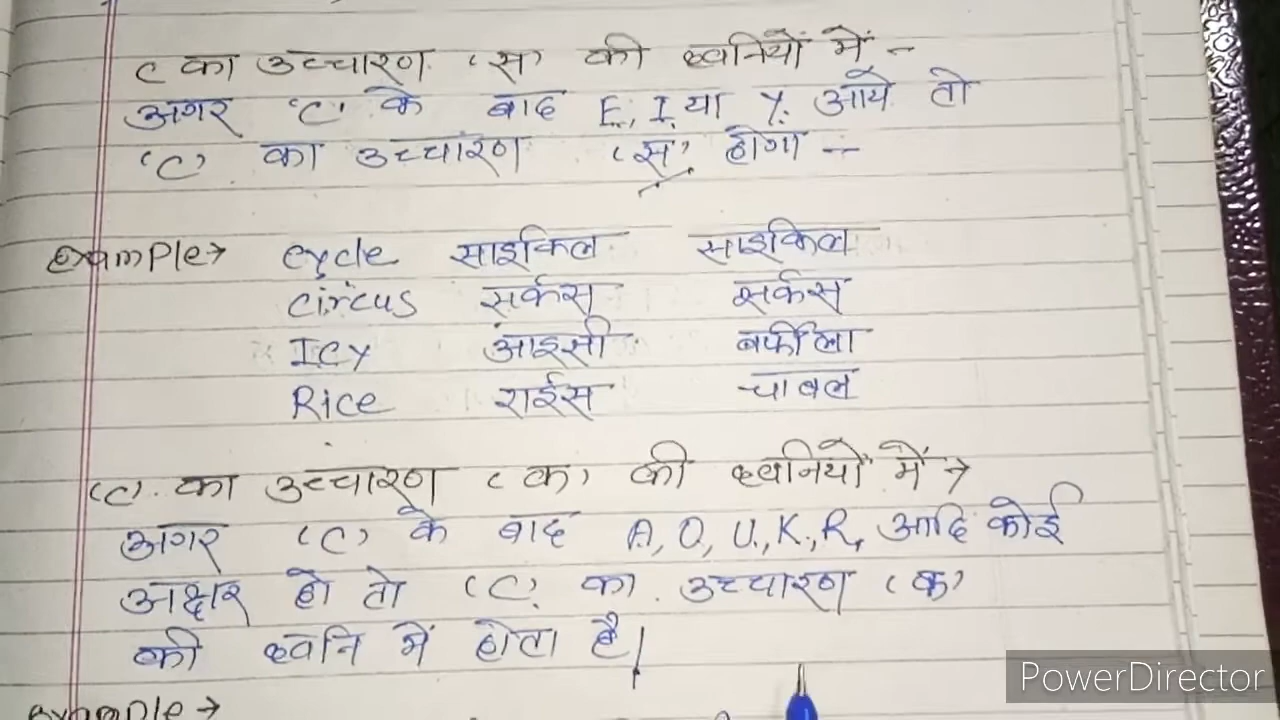 C का उच्चारण (स) की ध्वनियों में -
अगर 'C' के बाद E, I या Y आये तो
'C' का उच्चारण 'स' होगा -
Example → Cycle साइकिल साइकिल
Circus सर्कस सर्कस
Icy आइसी बर्फीला
Rice राईस चावल
(C) का उच्चारण (क) की ध्वनियों में →
अगर (C) के बाद A, O, U, K, R, आदि कोई
अक्षर हो तो (C) का उच्चारण (क)
की ध्वनि में होता है|
PowerDirector
Example →